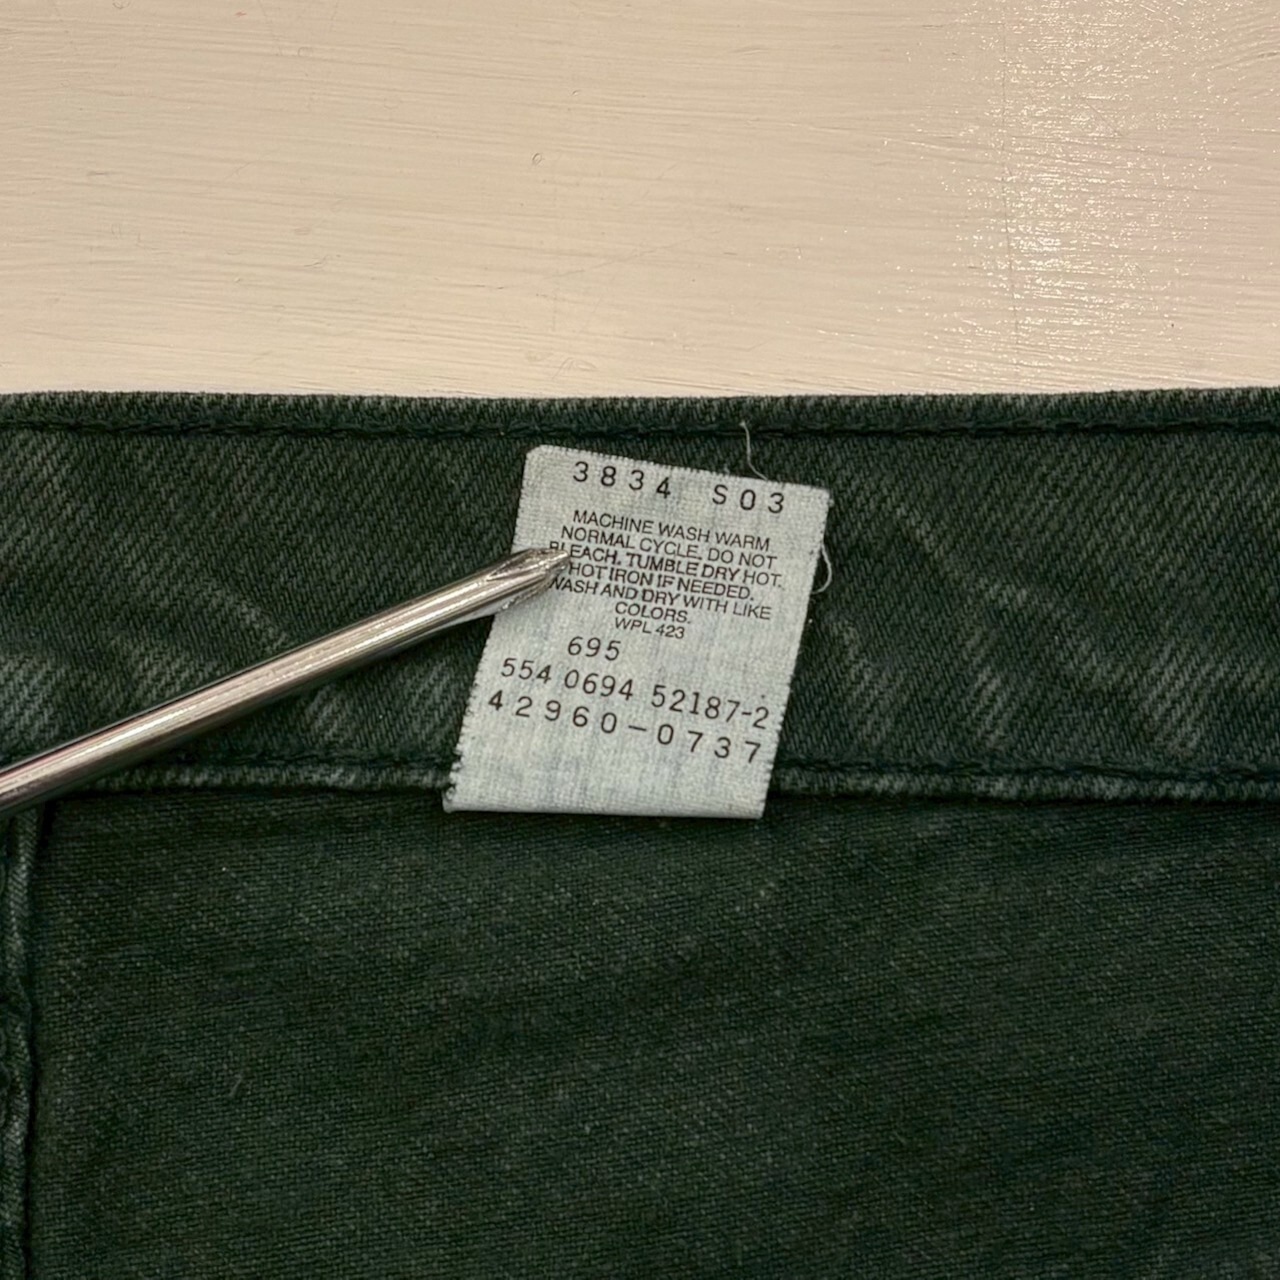 3834 S03
MACHINE WASH WARM
NORMAL CYCLE. DO NOT
BLEACH. TUMBLE DRY HOT.
HOT IRON IF NEEDED.
WASH AND DRY WITH LIKE
COLORS.
WPL 423
695
554 0694 52187-2
42960-0737